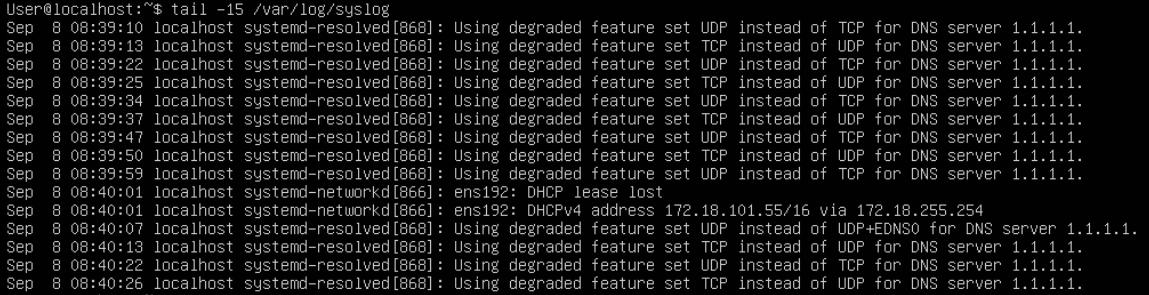 User@localhost:~$ tail -15 /var/log/syslog
Sep  8 08:39:10 localhost systemd-resolved[868]: Using degraded feature set UDP instead of TCP for DNS server 1.1.1.1.
Sep  8 08:39:13 localhost systemd-resolved[868]: Using degraded feature set TCP instead of UDP for DNS server 1.1.1.1.
Sep  8 08:39:22 localhost systemd-resolved[868]: Using degraded feature set UDP instead of TCP for DNS server 1.1.1.1.
Sep  8 08:39:25 localhost systemd-resolved[868]: Using degraded feature set TCP instead of UDP for DNS server 1.1.1.1.
Sep  8 08:39:34 localhost systemd-resolved[868]: Using degraded feature set UDP instead of TCP for DNS server 1.1.1.1.
Sep  8 08:39:37 localhost systemd-resolved[868]: Using degraded feature set TCP instead of UDP for DNS server 1.1.1.1.
Sep  8 08:39:47 localhost systemd-resolved[868]: Using degraded feature set UDP instead of TCP for DNS server 1.1.1.1.
Sep  8 08:39:50 localhost systemd-resolved[868]: Using degraded feature set TCP instead of UDP for DNS server 1.1.1.1.
Sep  8 08:39:59 localhost systemd-resolved[868]: Using degraded feature set UDP instead of TCP for DNS server 1.1.1.1.
Sep  8 08:40:01 localhost systemd-networkd[866]: ens192: DHCP lease lost
Sep  8 08:40:01 localhost systemd-networkd[866]: ens192: DHCPv4 address 172.18.101.55/16 via 172.18.255.254
Sep  8 08:40:07 localhost systemd-resolved[868]: Using degraded feature set UDP instead of UDP+EDNS0 for DNS server 1.1.1.1.
Sep  8 08:40:13 localhost systemd-resolved[868]: Using degraded feature set TCP instead of UDP for DNS server 1.1.1.1.
Sep  8 08:40:22 localhost systemd-resolved[868]: Using degraded feature set UDP instead of TCP for DNS server 1.1.1.1.
Sep  8 08:40:26 localhost systemd-resolved[868]: Using degraded feature set TCP instead of UDP for DNS server 1.1.1.1.